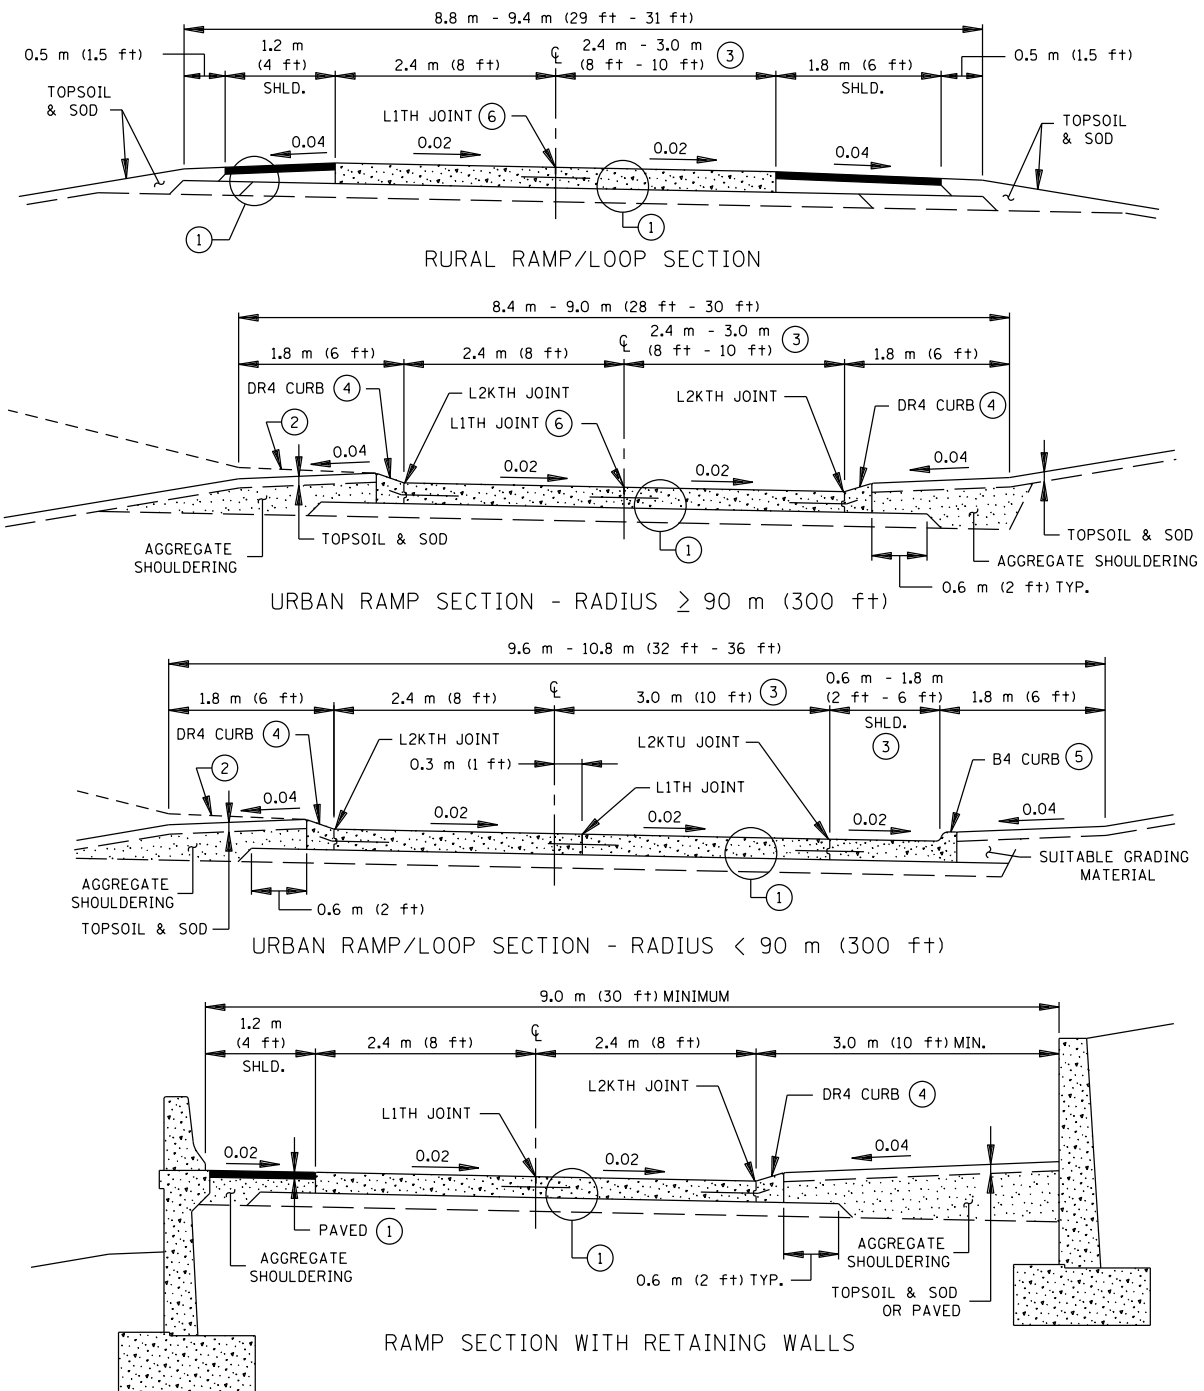 8.8 m - 9.4 m (29 ft - 31 ft)
0.5 m (1.5 ft)
1.2 m
(4 ft)
SHLD.
2.4 m (8 ft)
℄
2.4 m - 3.0 m
(8 ft - 10 ft) 3
1.8 m (6 ft)
SHLD.
0.5 m (1.5 ft)
TOPSOIL
& SOD
L1TH JOINT 6
TOPSOIL
& SOD
0.04
0.02
0.02
0.04
1
1
RURAL RAMP/LOOP SECTION
8.4 m - 9.0 m (28 ft - 30 ft)
1.8 m (6 ft)
2.4 m (8 ft)
℄
2.4 m - 3.0 m
(8 ft - 10 ft) 3
1.8 m (6 ft)
DR4 CURB 4
L2KTH JOINT
L2KTH JOINT
DR4 CURB 4
2
L1TH JOINT 6
0.04
0.02
0.02
0.04
AGGREGATE
SHOULDERING
TOPSOIL & SOD
1
TOPSOIL & SOD
AGGREGATE SHOULDERING
0.6 m (2 ft) TYP.
URBAN RAMP SECTION - RADIUS ≥ 90 m (300 ft)
9.6 m - 10.8 m (32 ft - 36 ft)
1.8 m (6 ft)
2.4 m (8 ft)
℄
3.0 m (10 ft) 3
0.6 m - 1.8 m
(2 ft - 6 ft)
SHLD.
3
1.8 m (6 ft)
DR4 CURB 4
L2KTH JOINT
L2KTU JOINT
B4 CURB 5
2
0.3 m (1 ft)
L1TH JOINT
0.04
0.02
0.02
0.02
0.04
AGGREGATE
SHOULDERING
TOPSOIL & SOD
0.6 m (2 ft)
1
SUITABLE GRADING
MATERIAL
URBAN RAMP/LOOP SECTION - RADIUS < 90 m (300 ft)
9.0 m (30 ft) MINIMUM
1.2 m
(4 ft)
SHLD.
2.4 m (8 ft)
℄
2.4 m (8 ft)
3.0 m (10 ft) MIN.
L1TH JOINT
L2KTH JOINT
DR4 CURB 4
0.02
0.02
0.02
0.04
PAVED 1
AGGREGATE
SHOULDERING
1
0.6 m (2 ft) TYP.
AGGREGATE
SHOULDERING
TOPSOIL & SOD
OR PAVED
RAMP SECTION WITH RETAINING WALLS